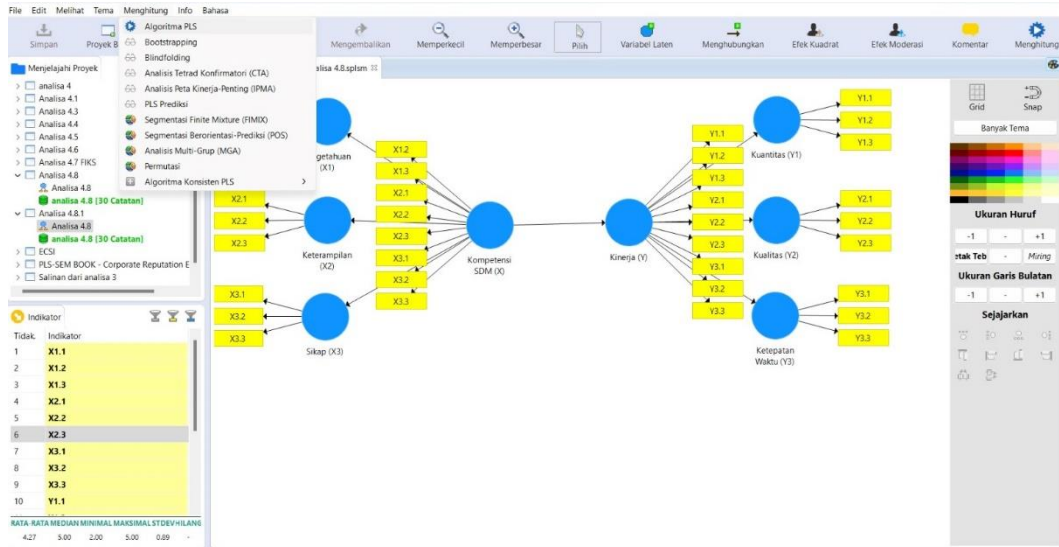 File Edit Melihat Tema Menghitung Info Bahasa
Simpan
Proyek B
Mengembalikan
Memperkecil
Memperbesar
Pilih
Variabel Laten
Menghubungkan
Efek Kuadrat
Efek Moderasi
Komentar
Menghitung
Algoritma PLS
Bootstrapping
Blindfolding
Analisis Tetrad Konfirmatori (CTA)
Analisis Peta Kinerja-Penting (IPMA)
PLS Prediksi
Segmentasi Finite Mixture (FIMIX)
Segmentasi Berorientasi-Prediksi (POS)
Analisis Multi-Grup (MGA)
Permutasi
Algoritma Konsisten PLS
Menjelajahi Proyek
analisa 4
Analisa 4.1
Analisa 4.3
Analisa 4.4
Analisa 4.5
Analisa 4.6
Analisa 4.7 FIKS
Analisa 4.8
Analisa 4.8
analisa 4.8 [30 Catatan]
Analisa 4.8.1
Analisa 4.8
analisa 4.8 [30 Catatan]
ECSI
PLS-SEM BOOK - Corporate Reputation E
Salinan dari analisa 3
Indikator
Tidak. Indikator
1 X1.1
2 X1.2
3 X1.3
4 X2.1
5 X2.2
6 X2.3
7 X3.1
8 X3.2
9 X3.3
10 Y1.1
RATA-RATA MEDIAN MINIMAL MAKSIMAL STDEV HILANG
4.27 5.00 2.00 5.00 0.89 -
alisa 4.8.splsm
getahuan
(X1)
X2.1
X2.2
X2.3
Keterampilan
(X2)
X3.1
X3.2
X3.3
Sikap (X3)
X1.2
X1.3
X2.1
X2.2
X2.3
X3.1
X3.2
X3.3
Kompetensi
SDM (X)
Kinerja (Y)
Y1.1
Y1.2
Y1.3
Y2.1
Y2.2
Y2.3
Y3.1
Y3.2
Y3.3
Kuantitas (Y1)
Y1.1
Y1.2
Y1.3
Kualitas (Y2)
Y2.1
Y2.2
Y2.3
Ketepatan
Waktu (Y3)
Y3.1
Y3.2
Y3.3
Grid
Snap
Banyak Tema
Ukuran Huruf
-1 - +1
etak Teb - Miring
Ukuran Garis Bulatan
-1 - +1
Sejajarkan